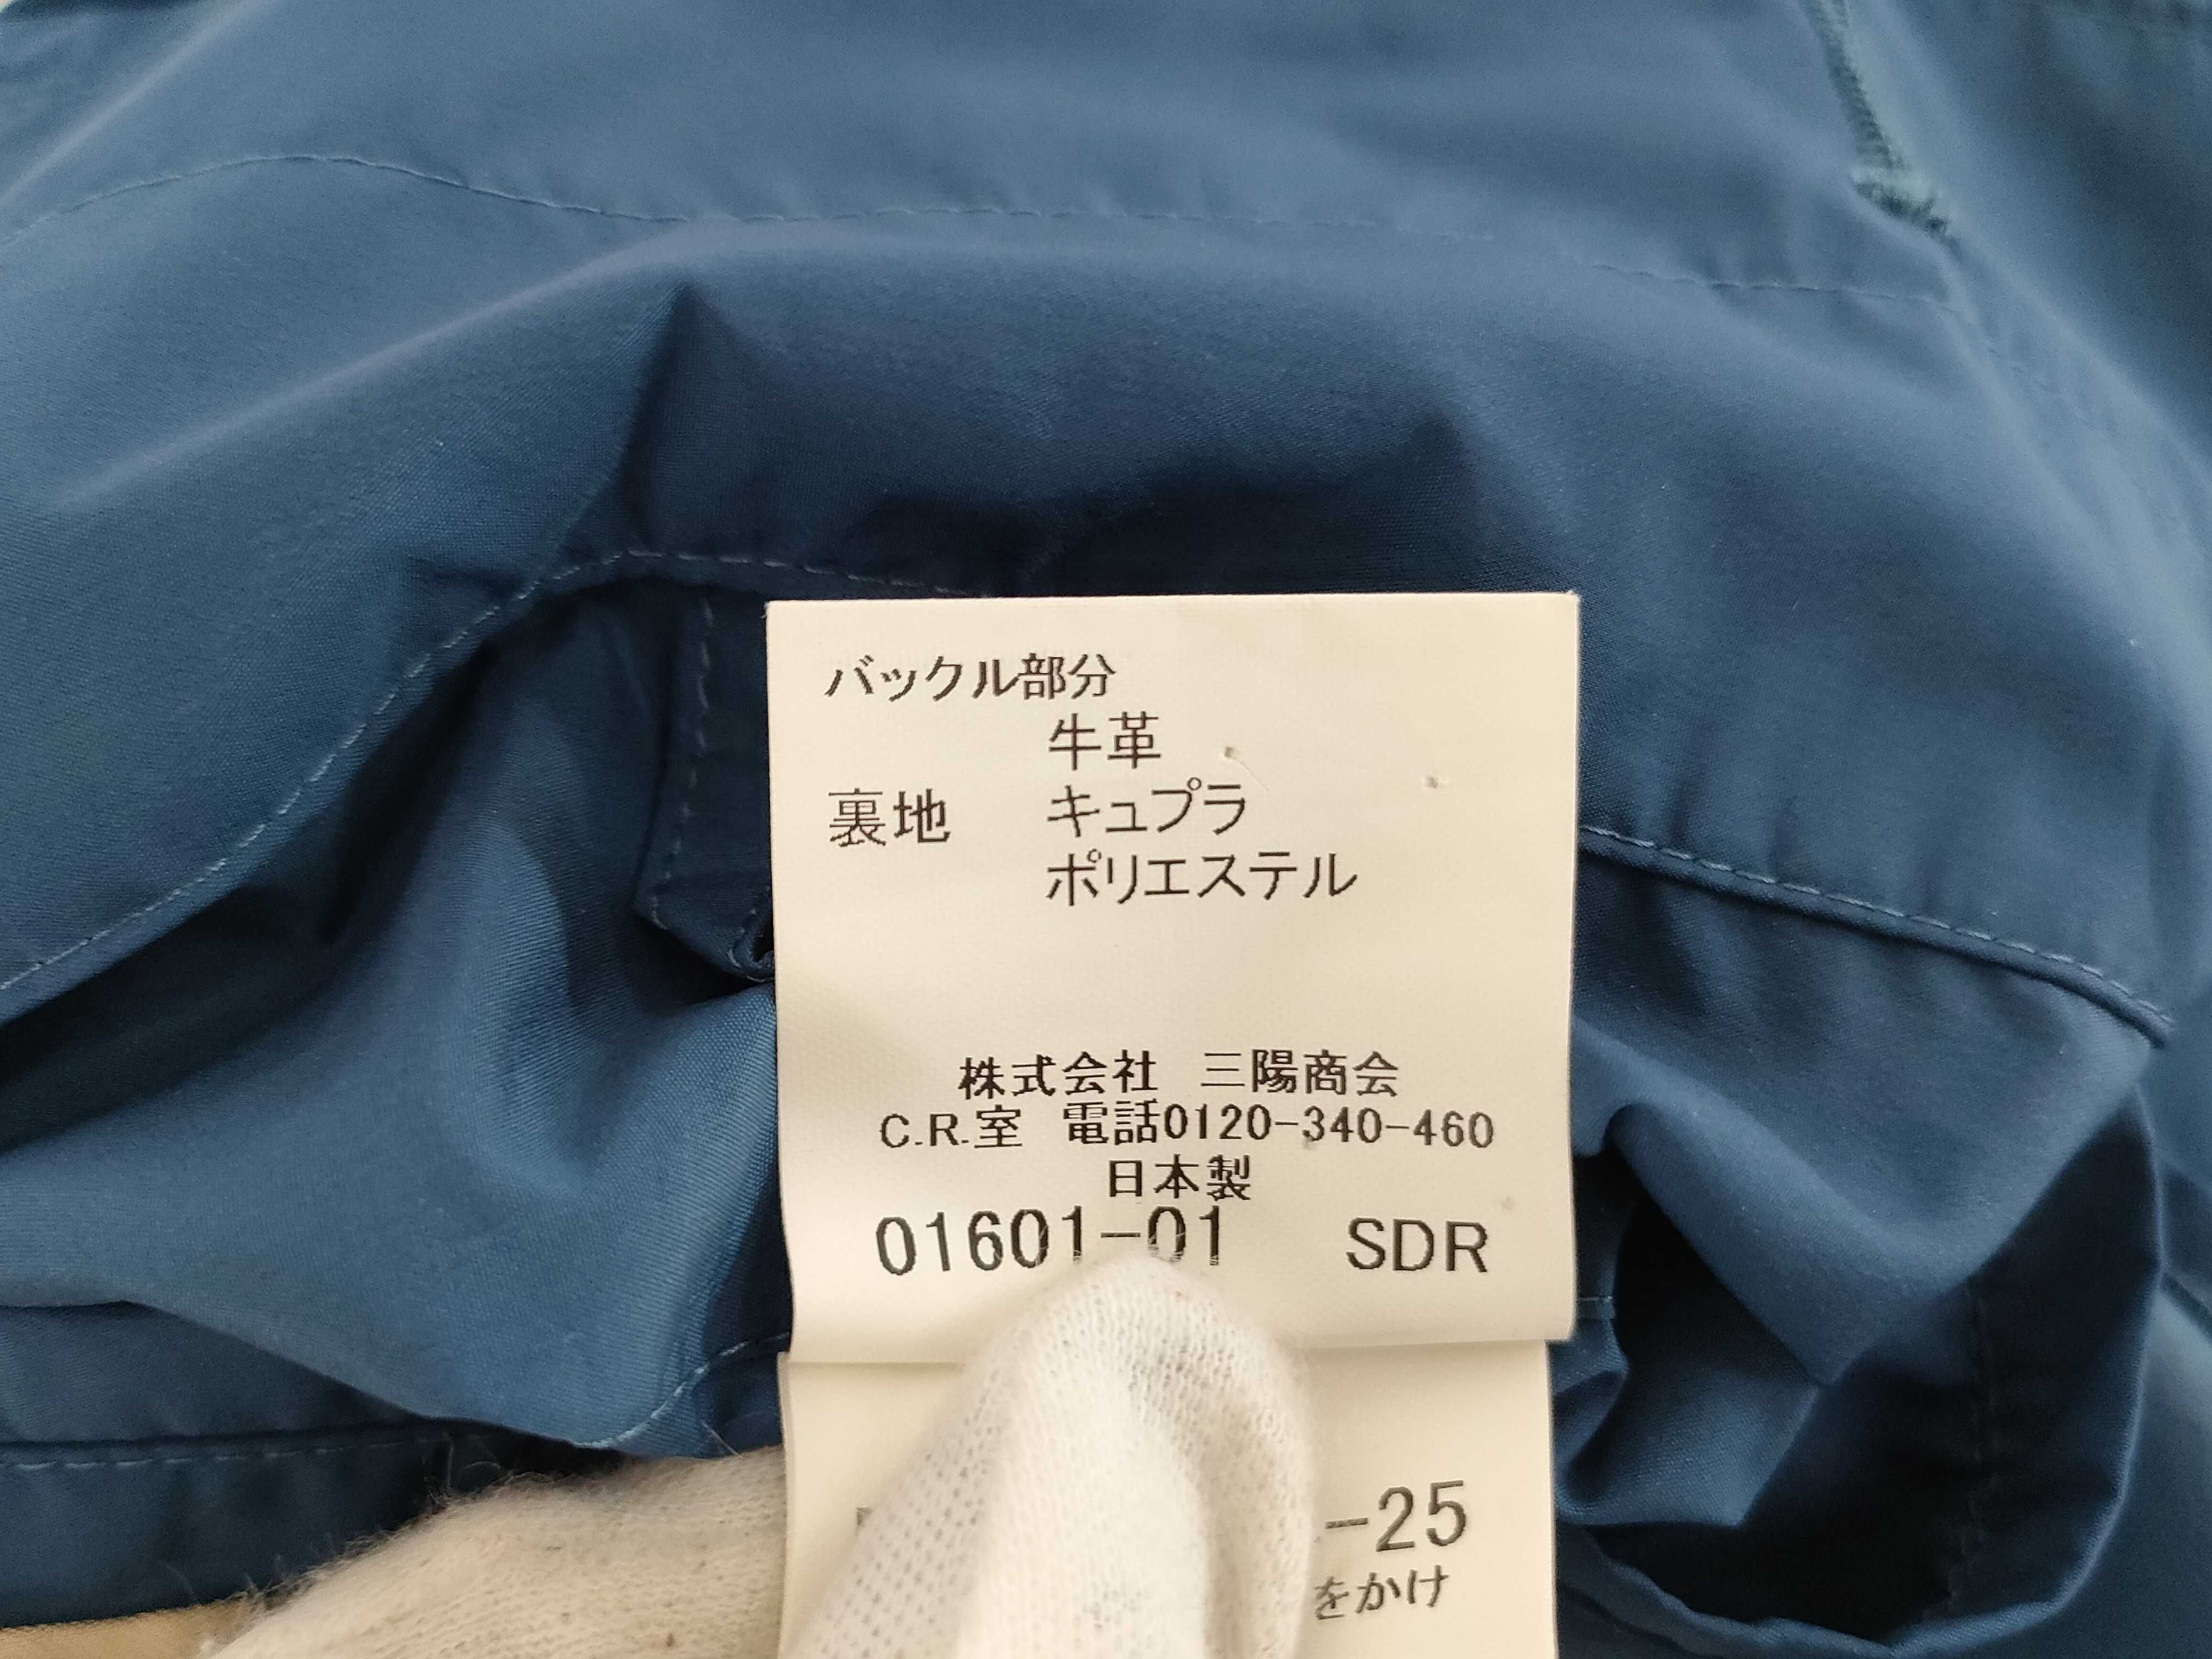 バックル部分
牛革
裏地 キュプラ
ポリエステル
株式会社 三陽商会
C.R.室 電話0120-340-460
日本製
01601-01 SDR
-25
をかけ